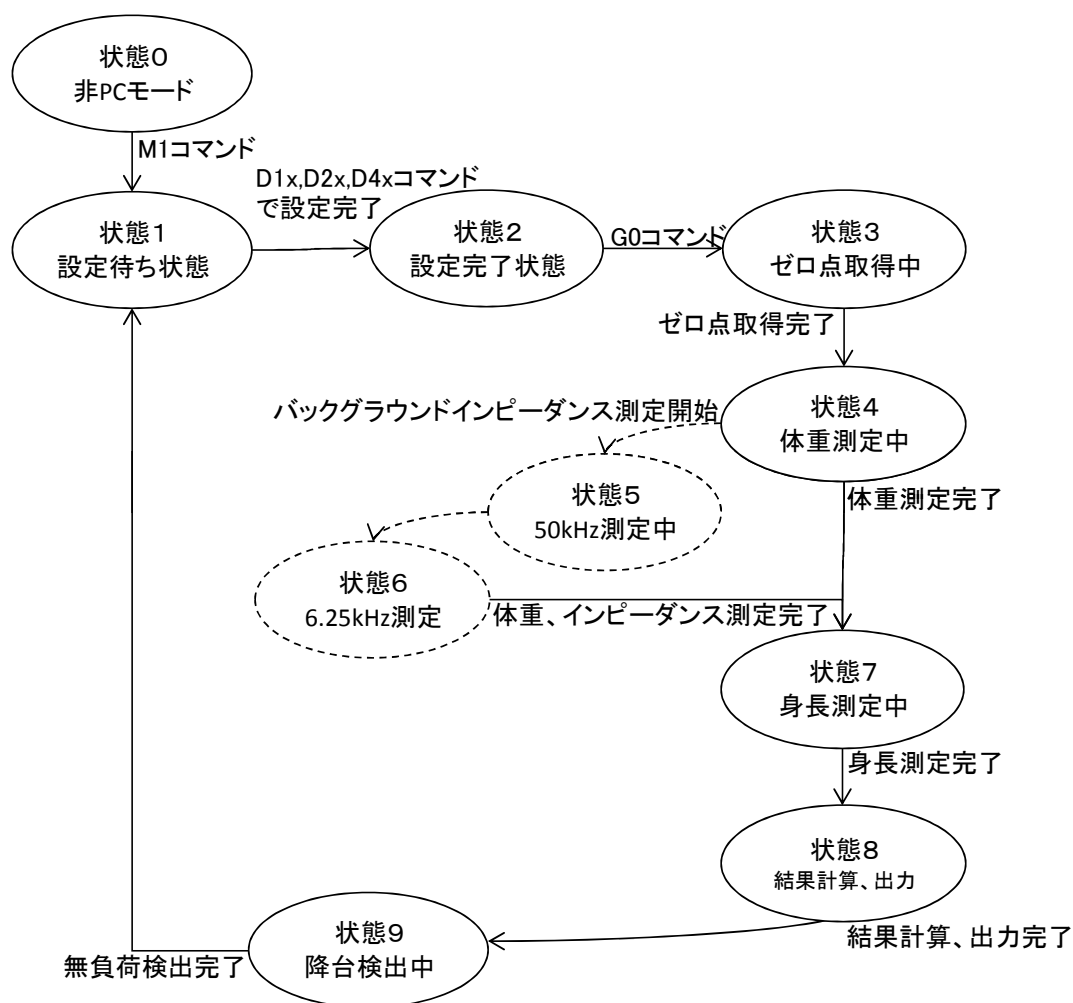 状態0
非PCモード
M1コマンド
状態1
設定待ち状態
D1x,D2x,D4xコマンド
で設定完了
状態2
設定完了状態
G0コマンド
状態3
ゼロ点取得中
ゼロ点取得完了
状態4
体重測定中
バックグラウンドインピーダンス測定開始
状態5
50kHz測定中
体重測定完了
状態6
6.25kHz測定
体重、インピーダンス測定完了
状態7
身長測定中
身長測定完了
状態8
結果計算、出力
結果計算、出力完了
状態9
降台検出中
無負荷検出完了